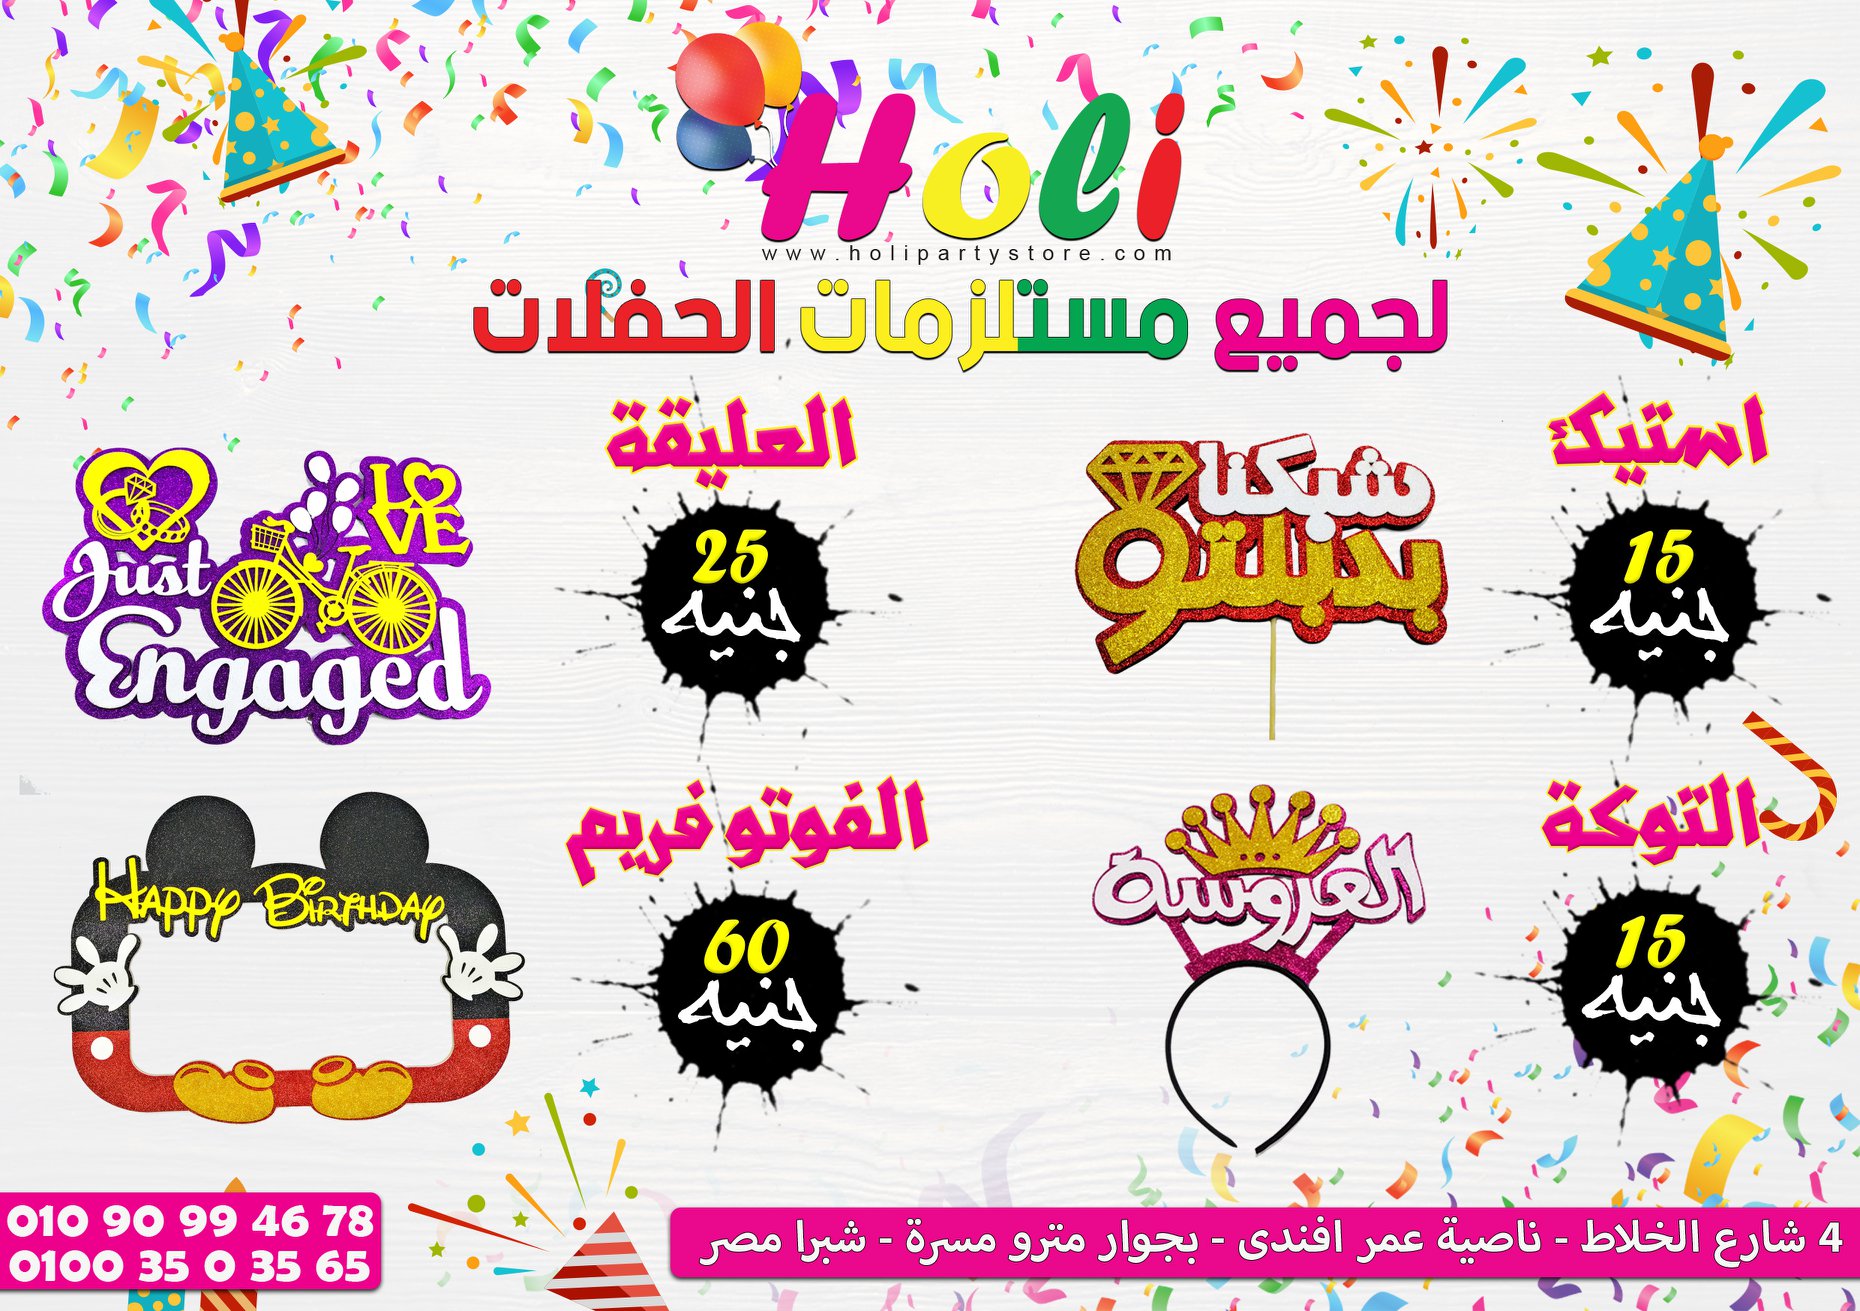 Holi
www.holipartystore.com
لجميع مستلزمات الحفلات
استيك
15
جنيه
شبكنا
بدبلتو
العليقة
25
جنيه
LOVE
Just
Engaged
التوكة
15
جنيه
العروسة
الفوتو فريم
60
جنيه
Happy Birthday
4 شارع الخلاط - ناصية عمر افندى - بجوار مترو مسرة - شبرا مصر
010 90 99 46 78
0100 35 0 35 65